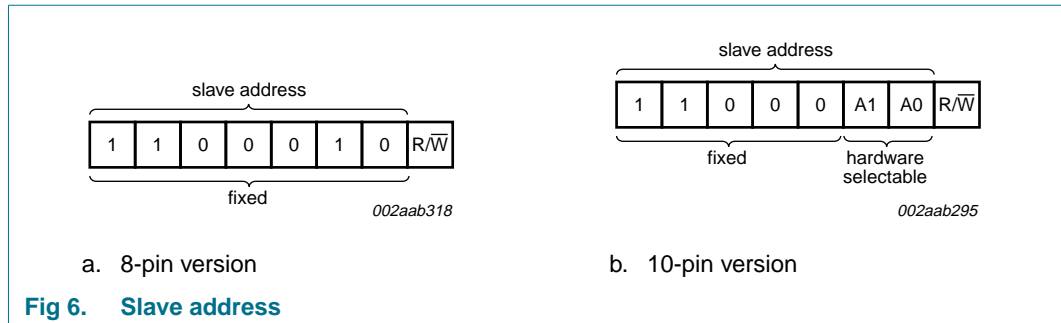 slave address
1 1 0 0 0 1 0 R/W̅
fixed
002aab318
a. 8-pin version
slave address
1 1 0 0 0 A1 A0 R/W̅
fixed
hardware
selectable
002aab295
b. 10-pin version
Fig 6. Slave address